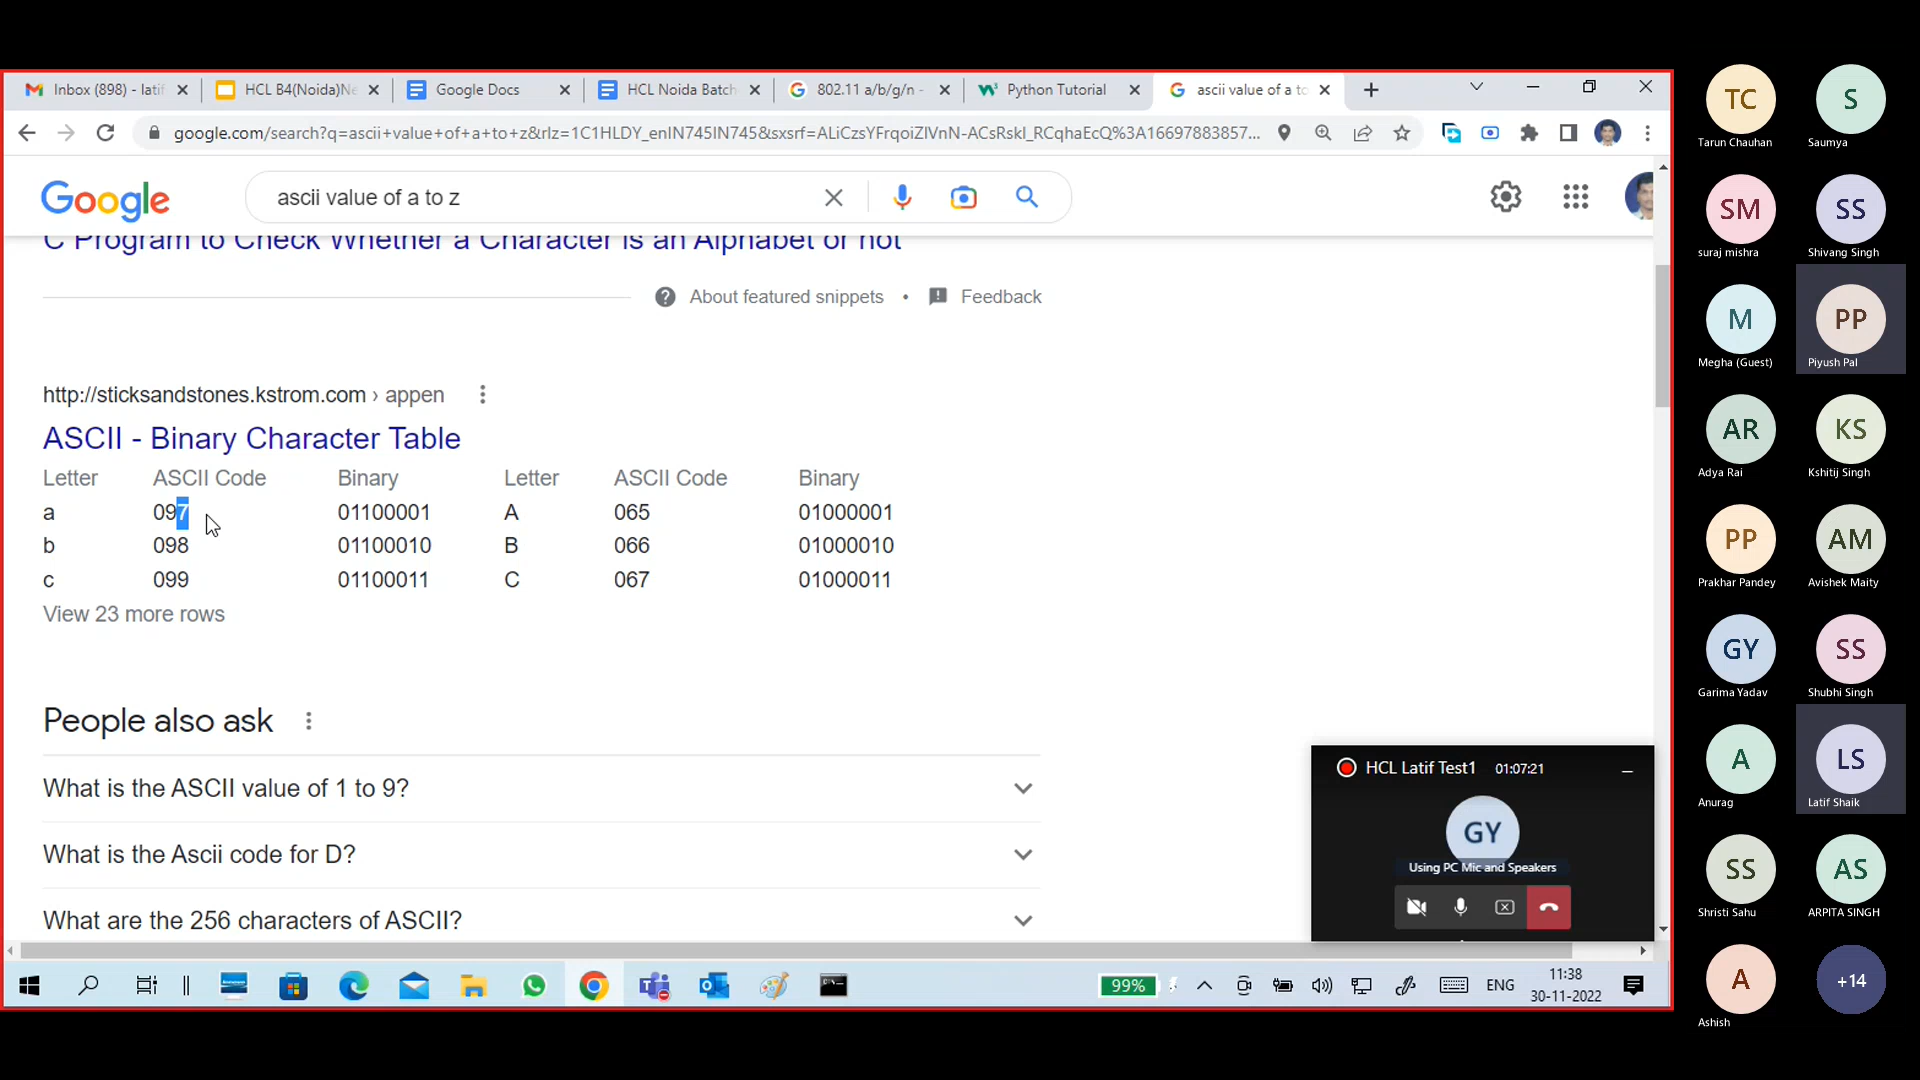 Inbox (898) - latif
HCL B4(Noida)Ne
Google Docs
HCL Noida Batch
802.11 a/b/g/n -
Python Tutorial
ascii value of a to
google.com/search?q=ascii+value+of+a+to+z&rlz=1C1HLDY_enIN745IN745&sxsrf=ALiCzsYFrqoiZlVnN-ACsRskI_RCqhaEcQ%3A16697883857...
Google
ascii value of a to z
C Program to Check Whether a Character is an Alphabet or not
About featured snippets • Feedback
http://sticksandstones.kstrom.com › appen
ASCII - Binary Character Table
Letter ASCII Code Binary Letter ASCII Code Binary
a 097 01100001 A 065 01000001
b 098 01100010 B 066 01000010
c 099 01100011 C 067 01000011
View 23 more rows
People also ask
What is the ASCII value of 1 to 9?
What is the Ascii code for D?
What are the 256 characters of ASCII?
HCL Latif Test1 01:07:21
GY
Using PC Mic and Speakers
99%
ENG
11:38
30-11-2022
TC
Tarun Chauhan
S
Saumya
SM
suraj mishra
SS
Shivang Singh
M
Megha (Guest)
PP
Piyush Pal
AR
Adya Rai
KS
Kshitij Singh
PP
Prakhar Pandey
AM
Avishek Maity
GY
Garima Yadav
SS
Shubhi Singh
A
Anurag
LS
Latif Shaik
SS
Shristi Sahu
AS
ARPITA SINGH
A
Ashish
+14